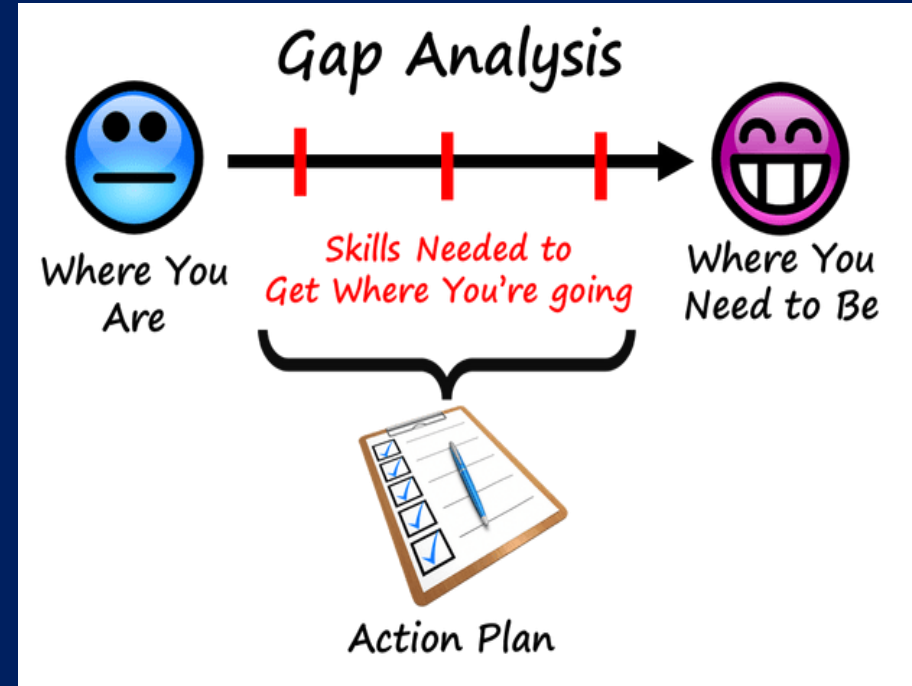 Gap Analysis
Where You
Are
Skills Needed to
Get Where You're going
Where You
Need to Be
Action Plan